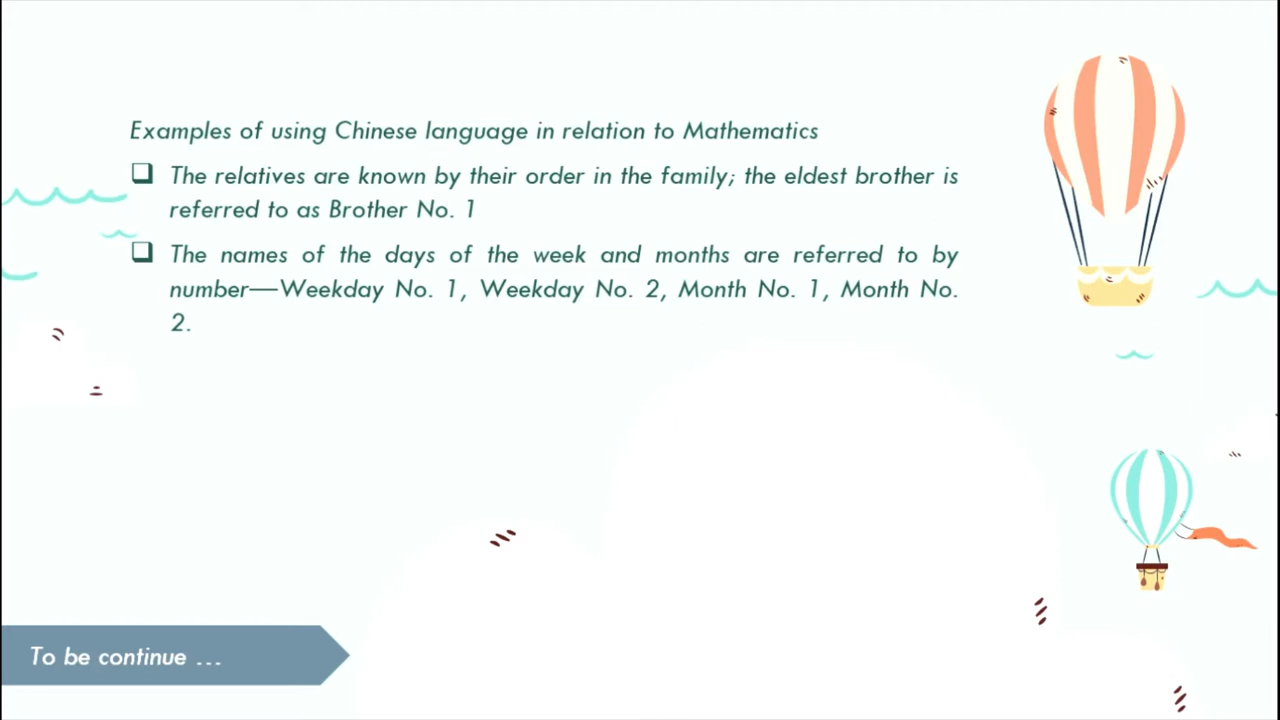 Examples of using Chinese language in relation to Mathematics
❑ The relatives are known by their order in the family; the eldest brother is
referred to as Brother No. 1
❑ The names of the days of the week and months are referred to by
number—Weekday No. 1, Weekday No. 2, Month No. 1, Month No.
2.
To be continue ...